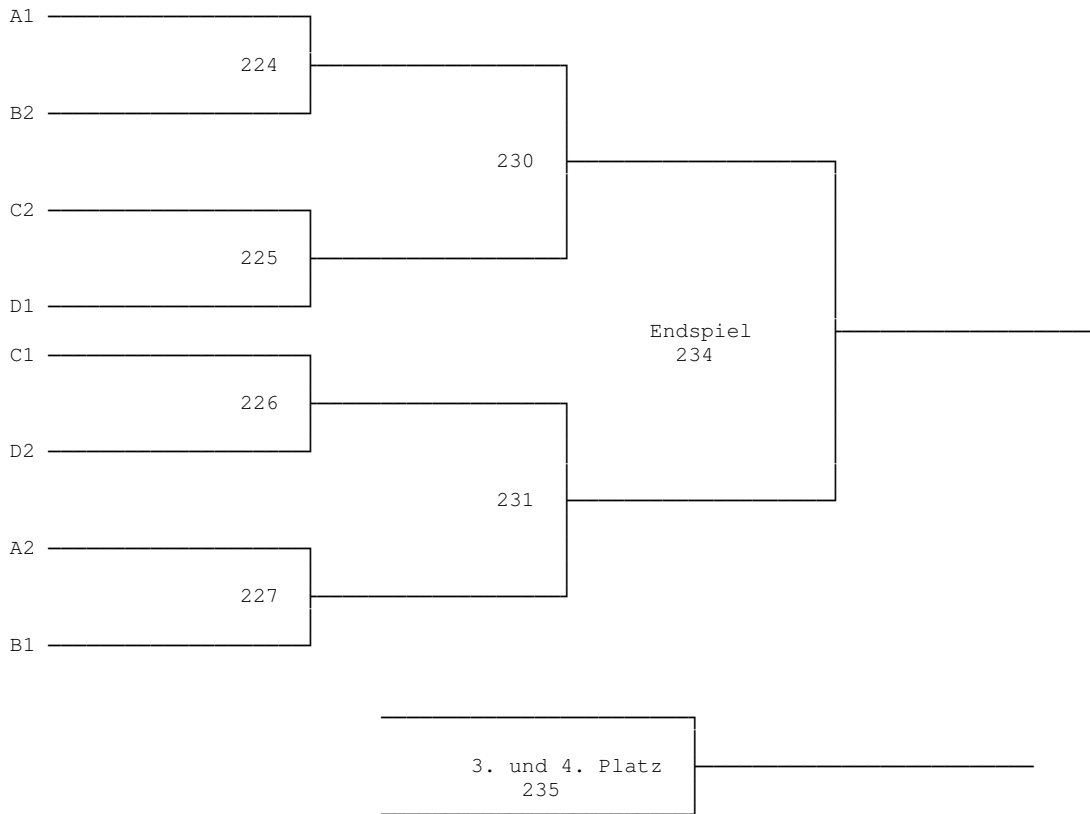 A1
224
B2
230
C2
225
D1
Endspiel
C1
234
226
D2
231
A2
227
B1
3. und 4. Platz
235